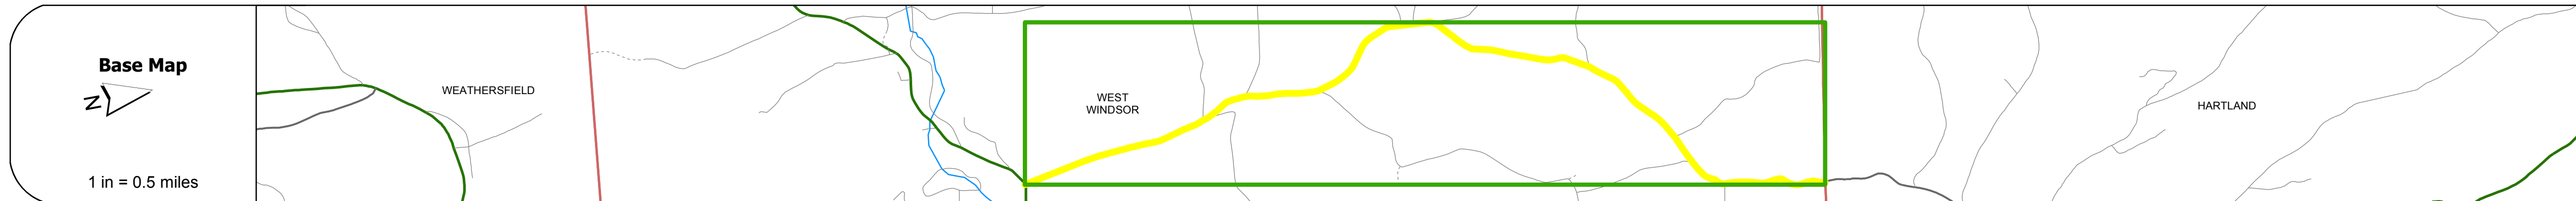 Base Map
N
1 in = 0.5 miles
WEATHERSFIELD
WEST
WINDSOR
HARTLAND